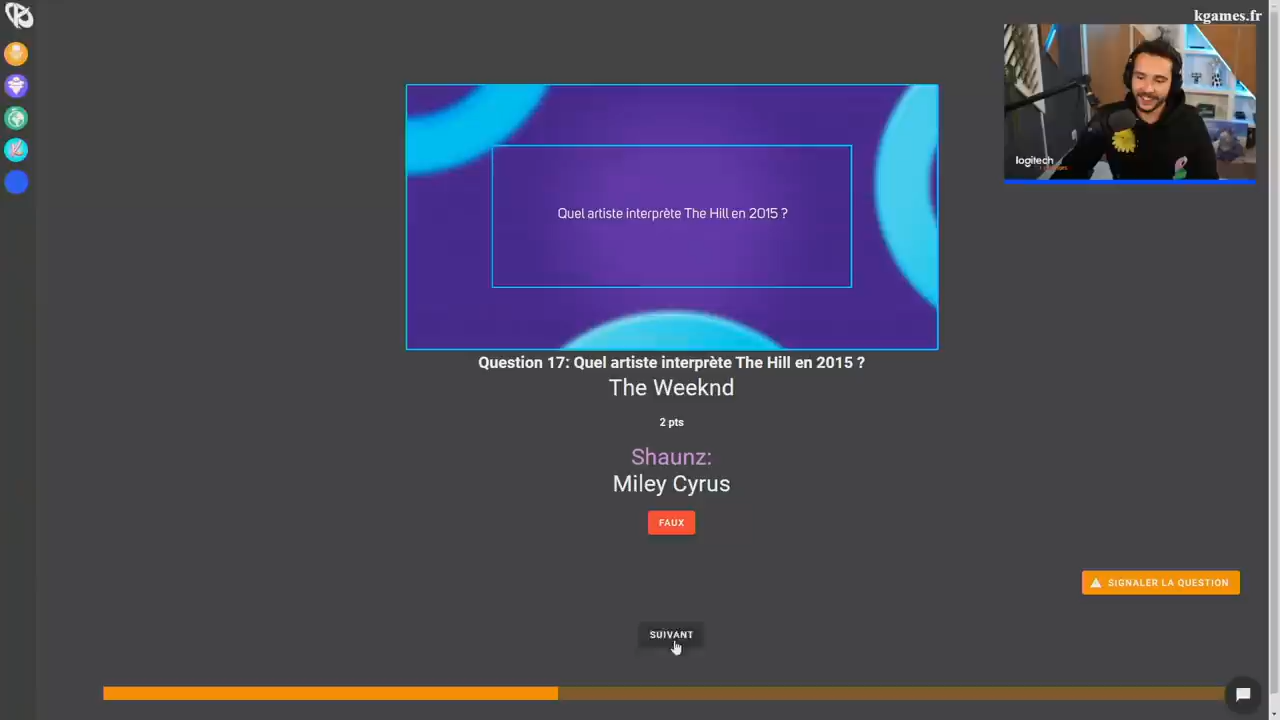 kgames.fr
logitech
Quel artiste interprète The Hill en 2015 ?
Question 17: Quel artiste interprète The Hill en 2015 ?
The Weeknd
2 pts
Shaunz:
Miley Cyrus
FAUX
SIGNALER LA QUESTION
SUIVANT